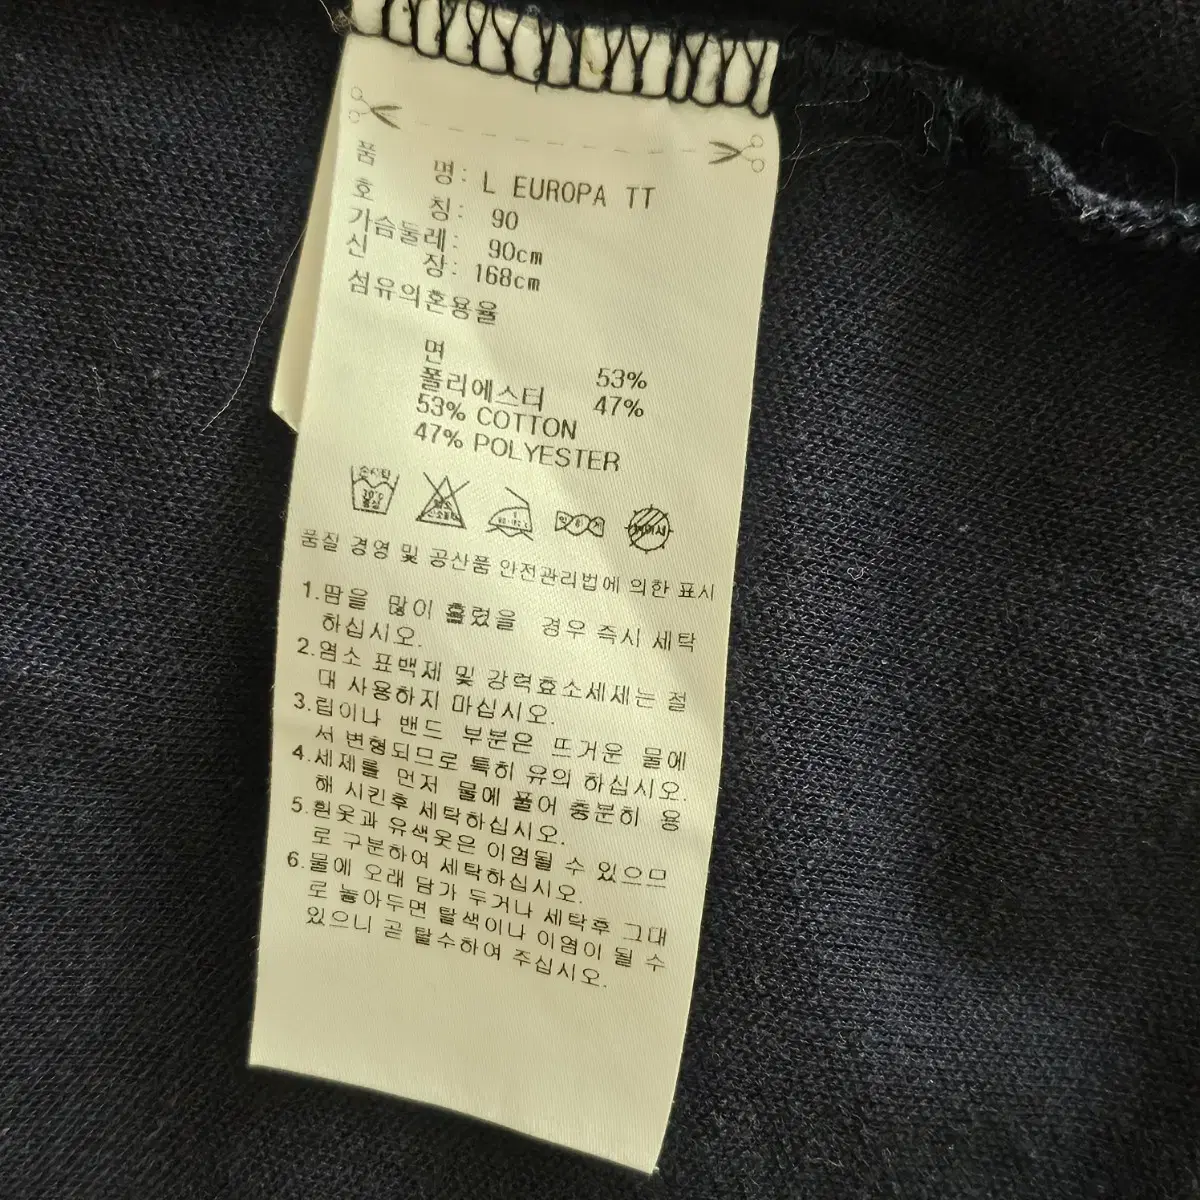 품 명: L EUROPA TT
호 칭: 90
가슴둘레: 90cm
신 장: 168cm
섬유의혼용율
면 53%
폴리에스터 47%
53% COTTON
47% POLYESTER
손세탁
품질 경영 및 공산품 안전관리법에 의한 표시
1.땀을 많이 흘렸을 경우 즉시 세탁
하십시오.
2.염소 표백제 및 강력효소세제는 절
대 사용하지 마십시오.
3.립이나 밴드 부분은 뜨거운 물에
서 변형되므로 특히 유의 하십시오.
4.세제를 먼저 물에 풀어 충분히 용
해 시킨후 세탁하십시오.
5.흰옷과 유색옷은 이염될 수 있으므
로 구분하여 세탁하십시오.
6.물에 오래 담가 두거나 세탁후 그대
로 놓아두면 탈색이나 이염이 될 수
있으니 곧 탈수하여 주십시오.